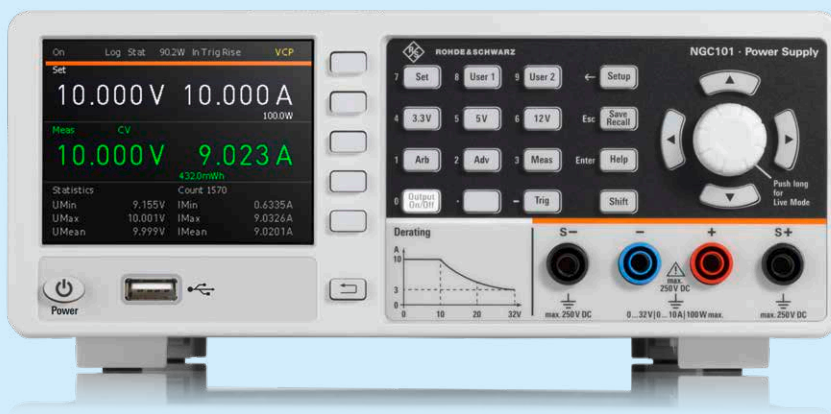 On Log Stat 90.2W In Trig Rise VCP
Set
10.000V 10.000A
100.0W
Meas CV
10.000V 9.023A
432.0mWh
Statistics Count 1570
UMin 9.155V IMin 0.6335A
UMax 10.001V IMax 9.0326A
UMean 9.999V IMean 9.0201A
Power
R&S ROHDE&SCHWARZ NGC101 · Power Supply
7 Set 8 User 1 9 User 2 ← Setup
4 3.3V 5 5V 6 12V Esc Save Recall
1 Arb 2 Adv 3 Meas Enter Help
0 Output On/Off . – Trig Shift
Push long
for
Live Mode
Derating
A
10
3
0
0 10 20 32V
S– – + S+
max.
250V DC
max. 250V DC 0...32V|0...10A|100W max. max. 250V DC